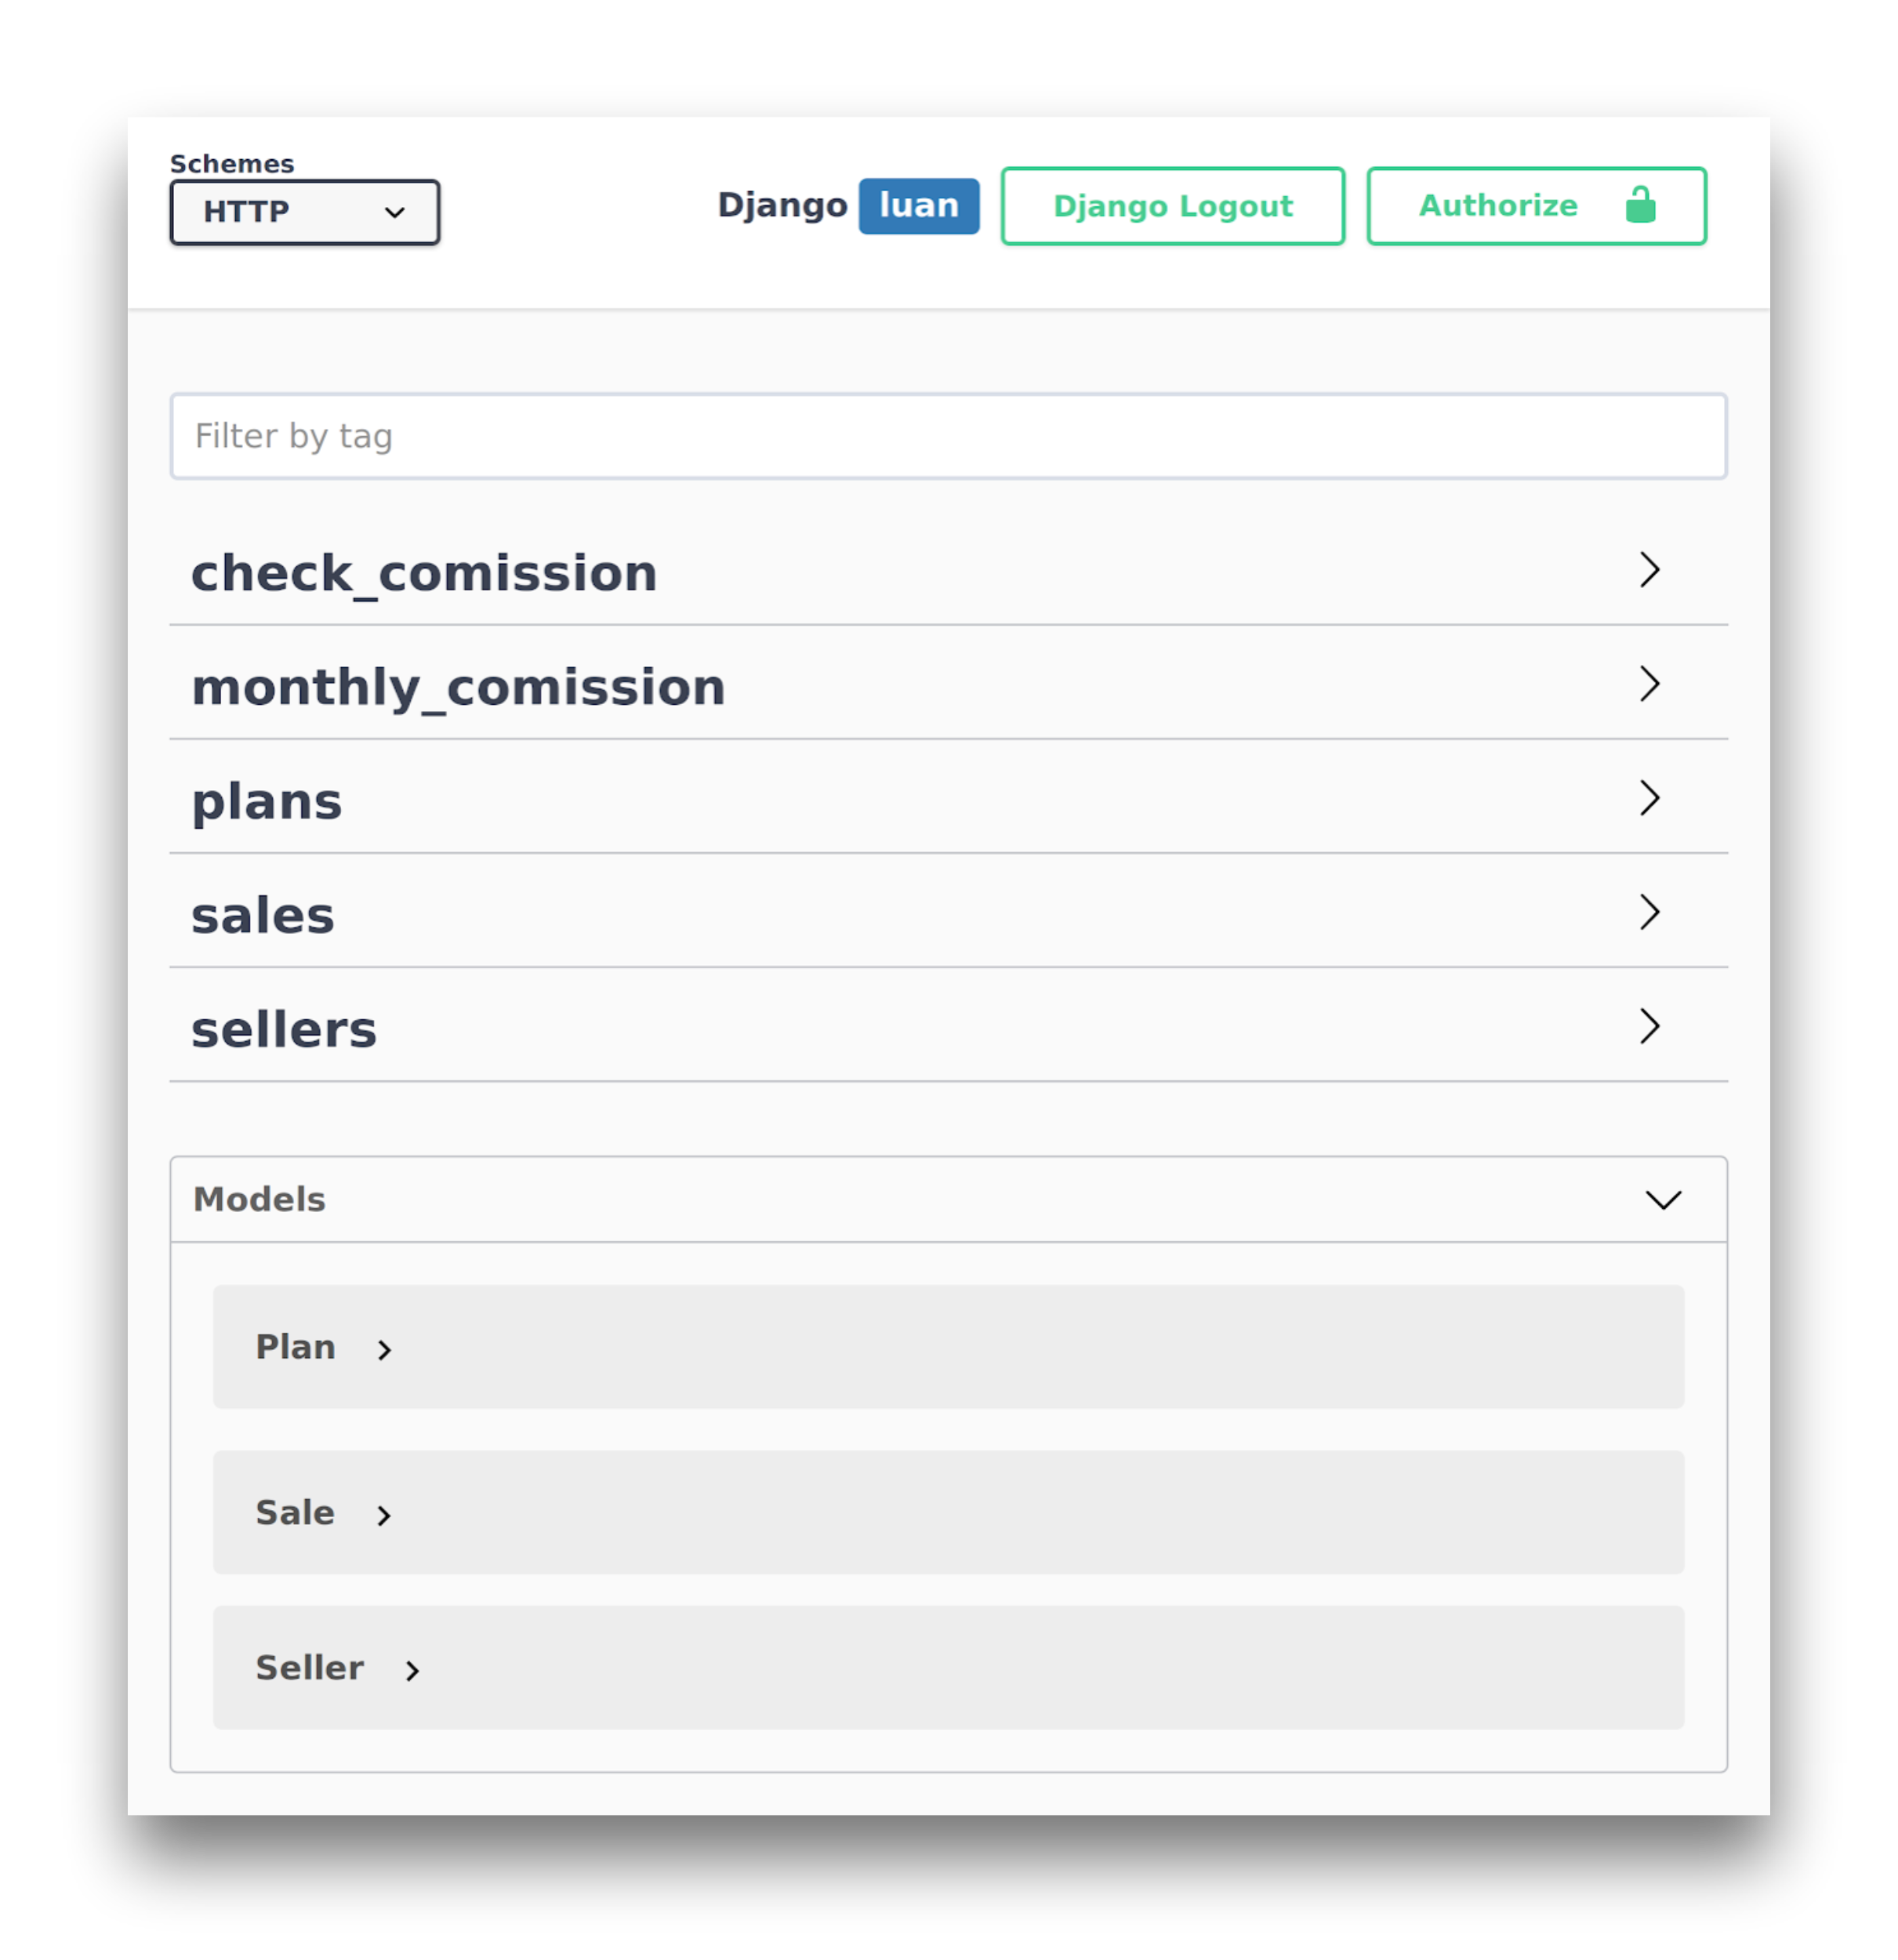 Schemes
HTTP
Django luan Django Logout Authorize
Filter by tag
check_comission
monthly_comission
plans
sales
sellers
Models
Plan
Sale
Seller